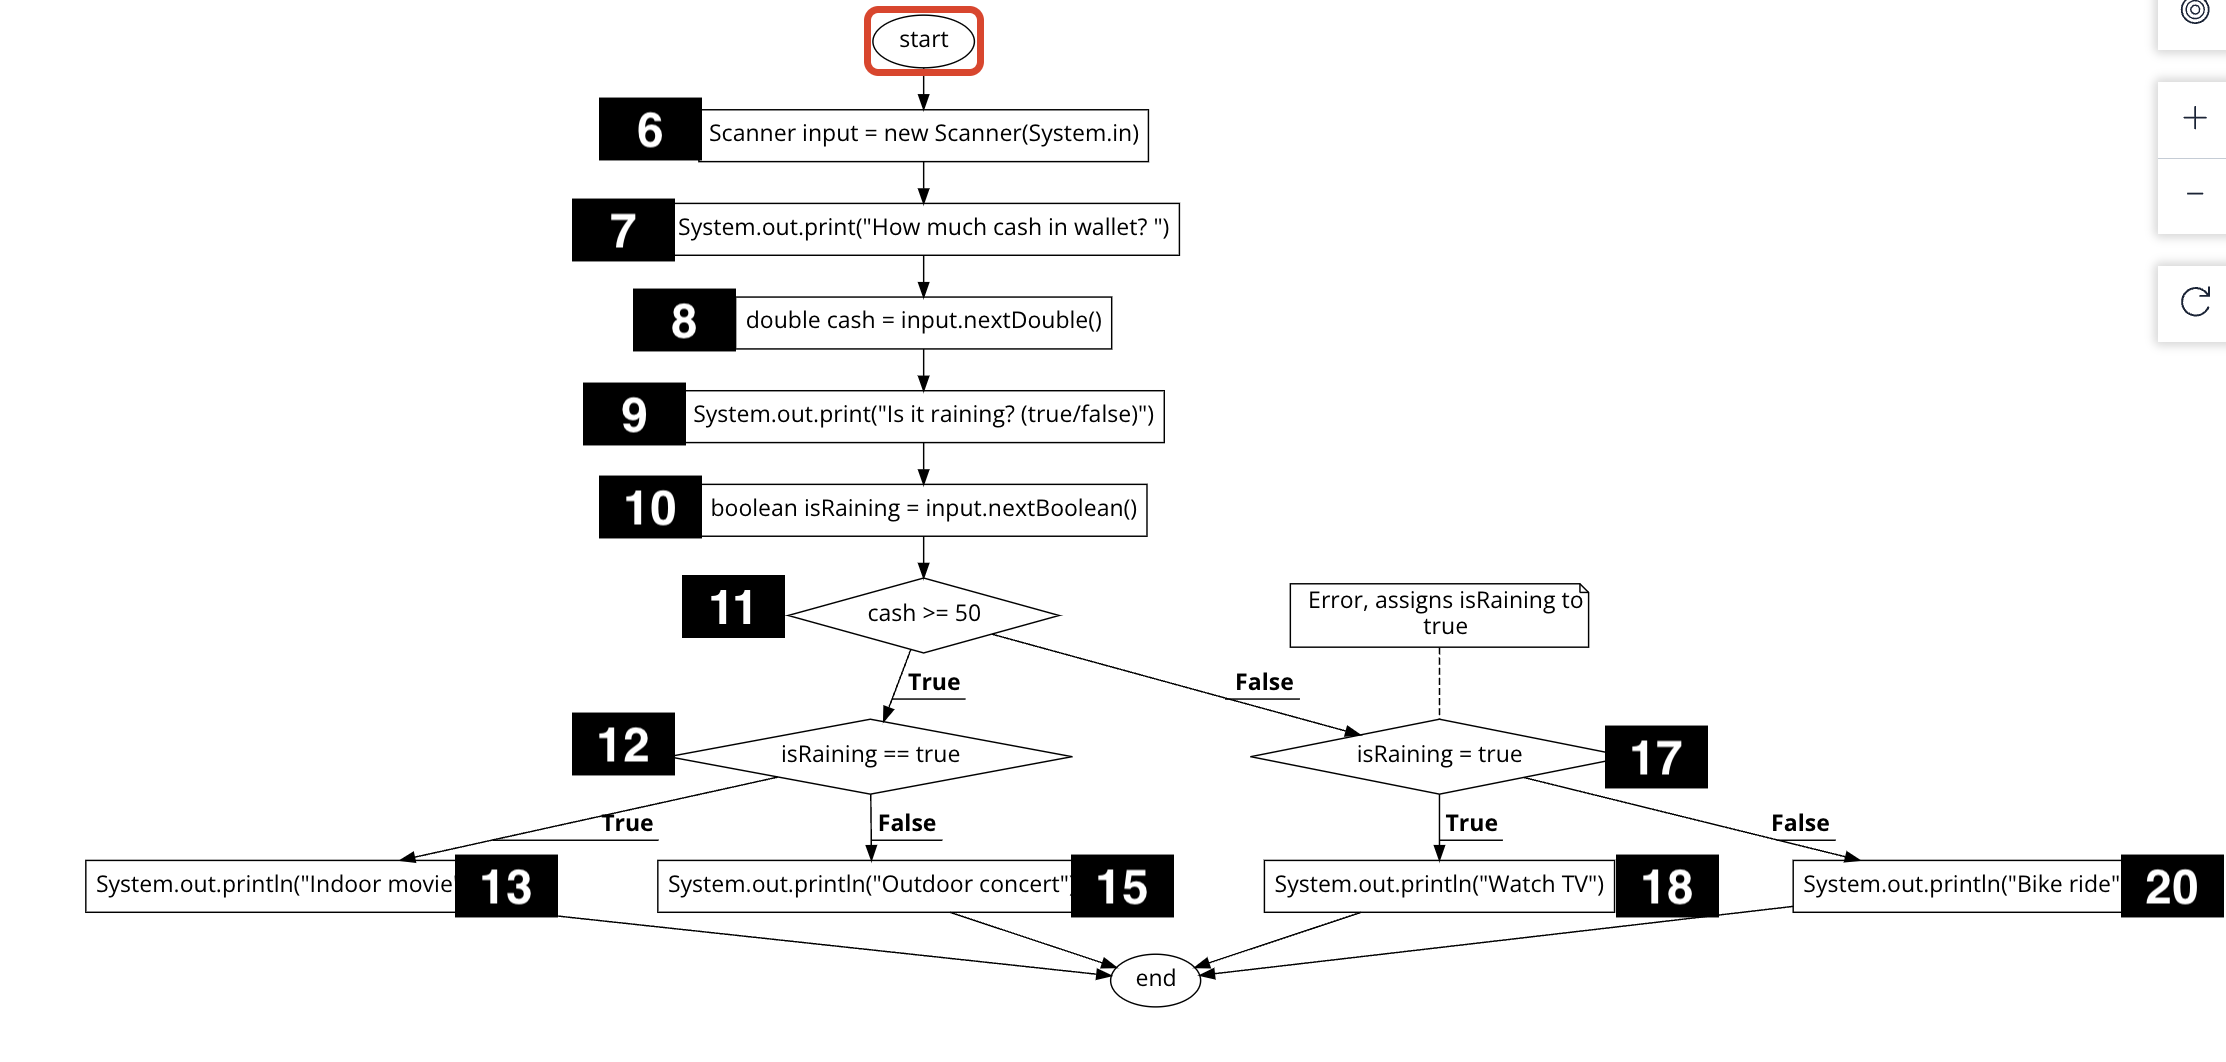 start
6
Scanner input = new Scanner(System.in)
7
System.out.print("How much cash in wallet? ")
8
double cash = input.nextDouble()
9
System.out.print("Is it raining? (true/false)")
10
boolean isRaining = input.nextBoolean()
11
cash >= 50
Error, assigns isRaining to
true
True
False
12
isRaining == true
isRaining = true
17
True
False
True
False
System.out.println("Indoor movie"
13
System.out.println("Outdoor concert")
15
System.out.println("Watch TV")
18
System.out.println("Bike ride"
20
end